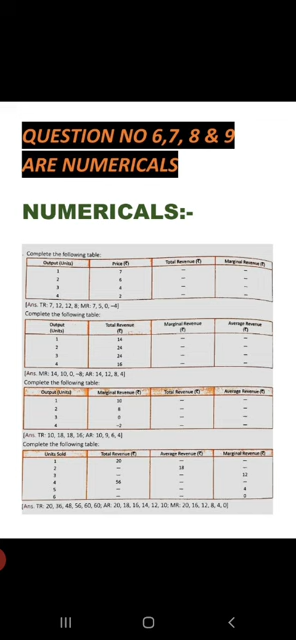 QUESTION NO 6,7, 8 & 9
ARE NUMERICALS
NUMERICALS:-
Complete the following table:
Output (Units) Price (₹) Total Revenue (₹) Marginal Revenue (₹)
1 7 — —
2 6 — —
3 4 — —
4 2 — —
[Ans. TR: 7, 12, 12, 8; MR: 7, 5, 0, –4]
Complete the following table:
Output (Units) Total Revenue (₹) Marginal Revenue (₹) Average Revenue (₹)
1 14 — —
2 24 — —
3 24 — —
4 16 — —
[Ans. MR: 14, 10, 0, –8; AR: 14, 12, 8, 4]
Complete the following table:
Output (Units) Marginal Revenue (₹) Total Revenue (₹) Average Revenue (₹)
1 10 — —
2 8 — —
3 0 — —
4 –2 — —
[Ans. TR: 10, 18, 18, 16; AR: 10, 9, 6, 4]
Complete the following table:
Units Sold Total Revenue (₹) Average Revenue (₹) Marginal Revenue (₹)
1 20 — —
2 — 18 —
3 — — 12
4 56 — —
5 — — 4
6 — — 0
[Ans. TR: 20, 36, 48, 56, 60, 60; AR: 20, 18, 16, 14, 12, 10; MR: 20, 16, 12, 8, 4, 0]